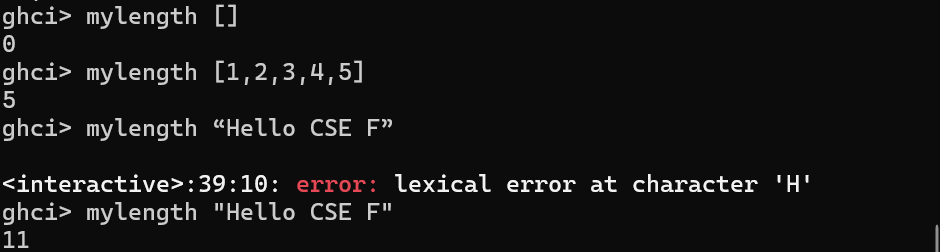 ghci> mylength []
0
ghci> mylength [1,2,3,4,5]
5
ghci> mylength “Hello CSE F”
<interactive>:39:10: error: lexical error at character 'H'
ghci> mylength "Hello CSE F"
11